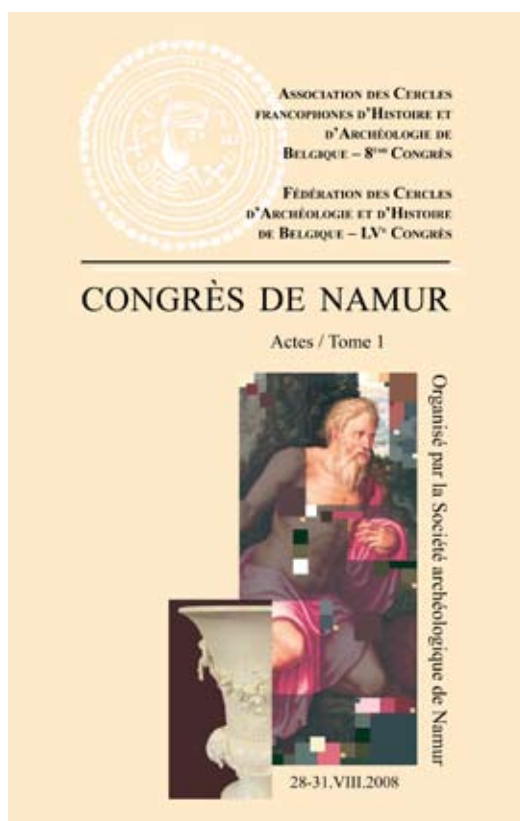 Association des Cercles
francophones d'Histoire et
d'Archéologie de
Belgique – 8ème Congrès
Fédération des Cercles
d'Archéologie et d'Histoire
de Belgique – LVe Congrès
CONGRÈS DE NAMUR
Actes / Tome 1
Organisé par la Société archéologique de Namur
28-31.VIII.2008